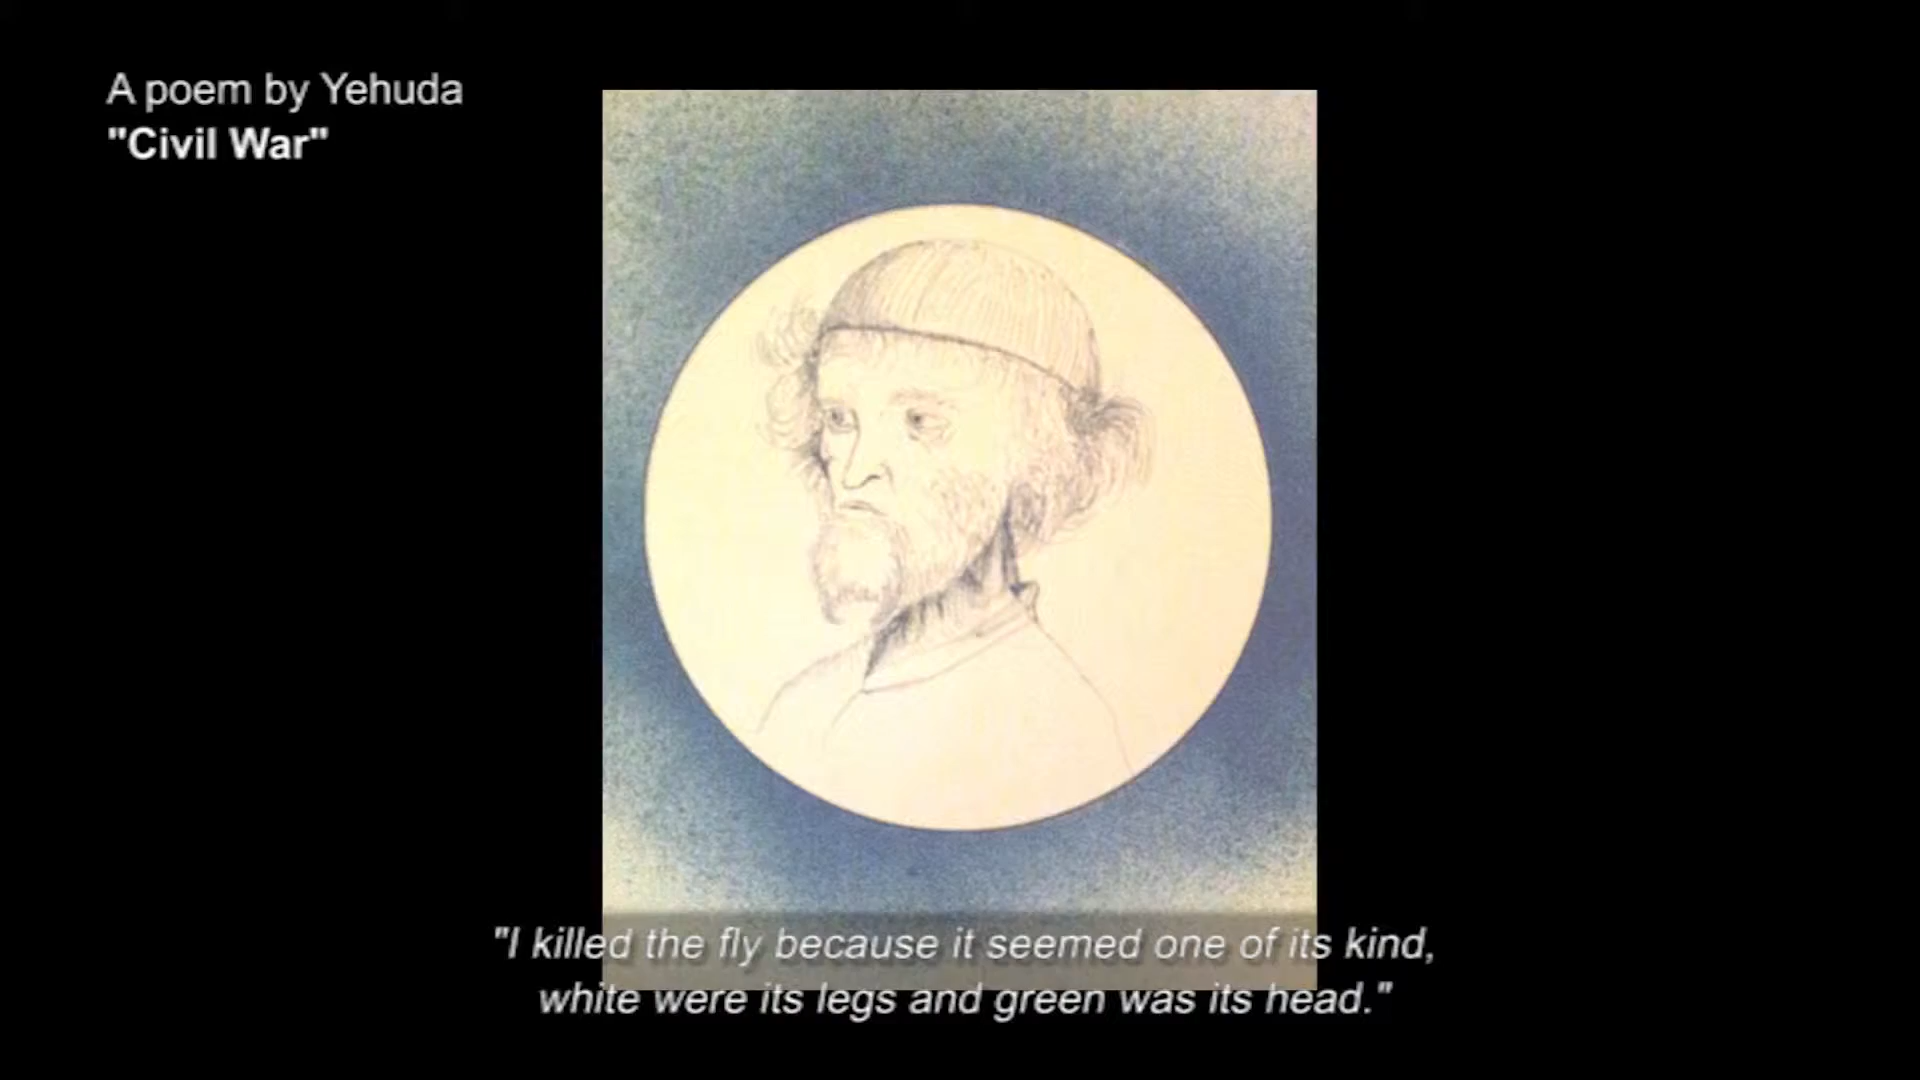 A poem by Yehuda
"Civil War"
"I killed the fly because it seemed one of its kind,
white were its legs and green was its head."